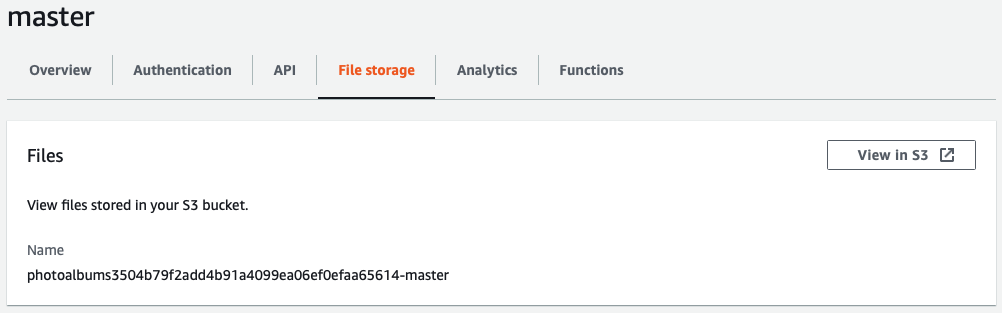 master
Overview
Authentication
API
File storage
Analytics
Functions
Files
View in S3
View files stored in your S3 bucket.
Name
photoalbums3504b79f2add4b91a4099ea06ef0efaa65614-master